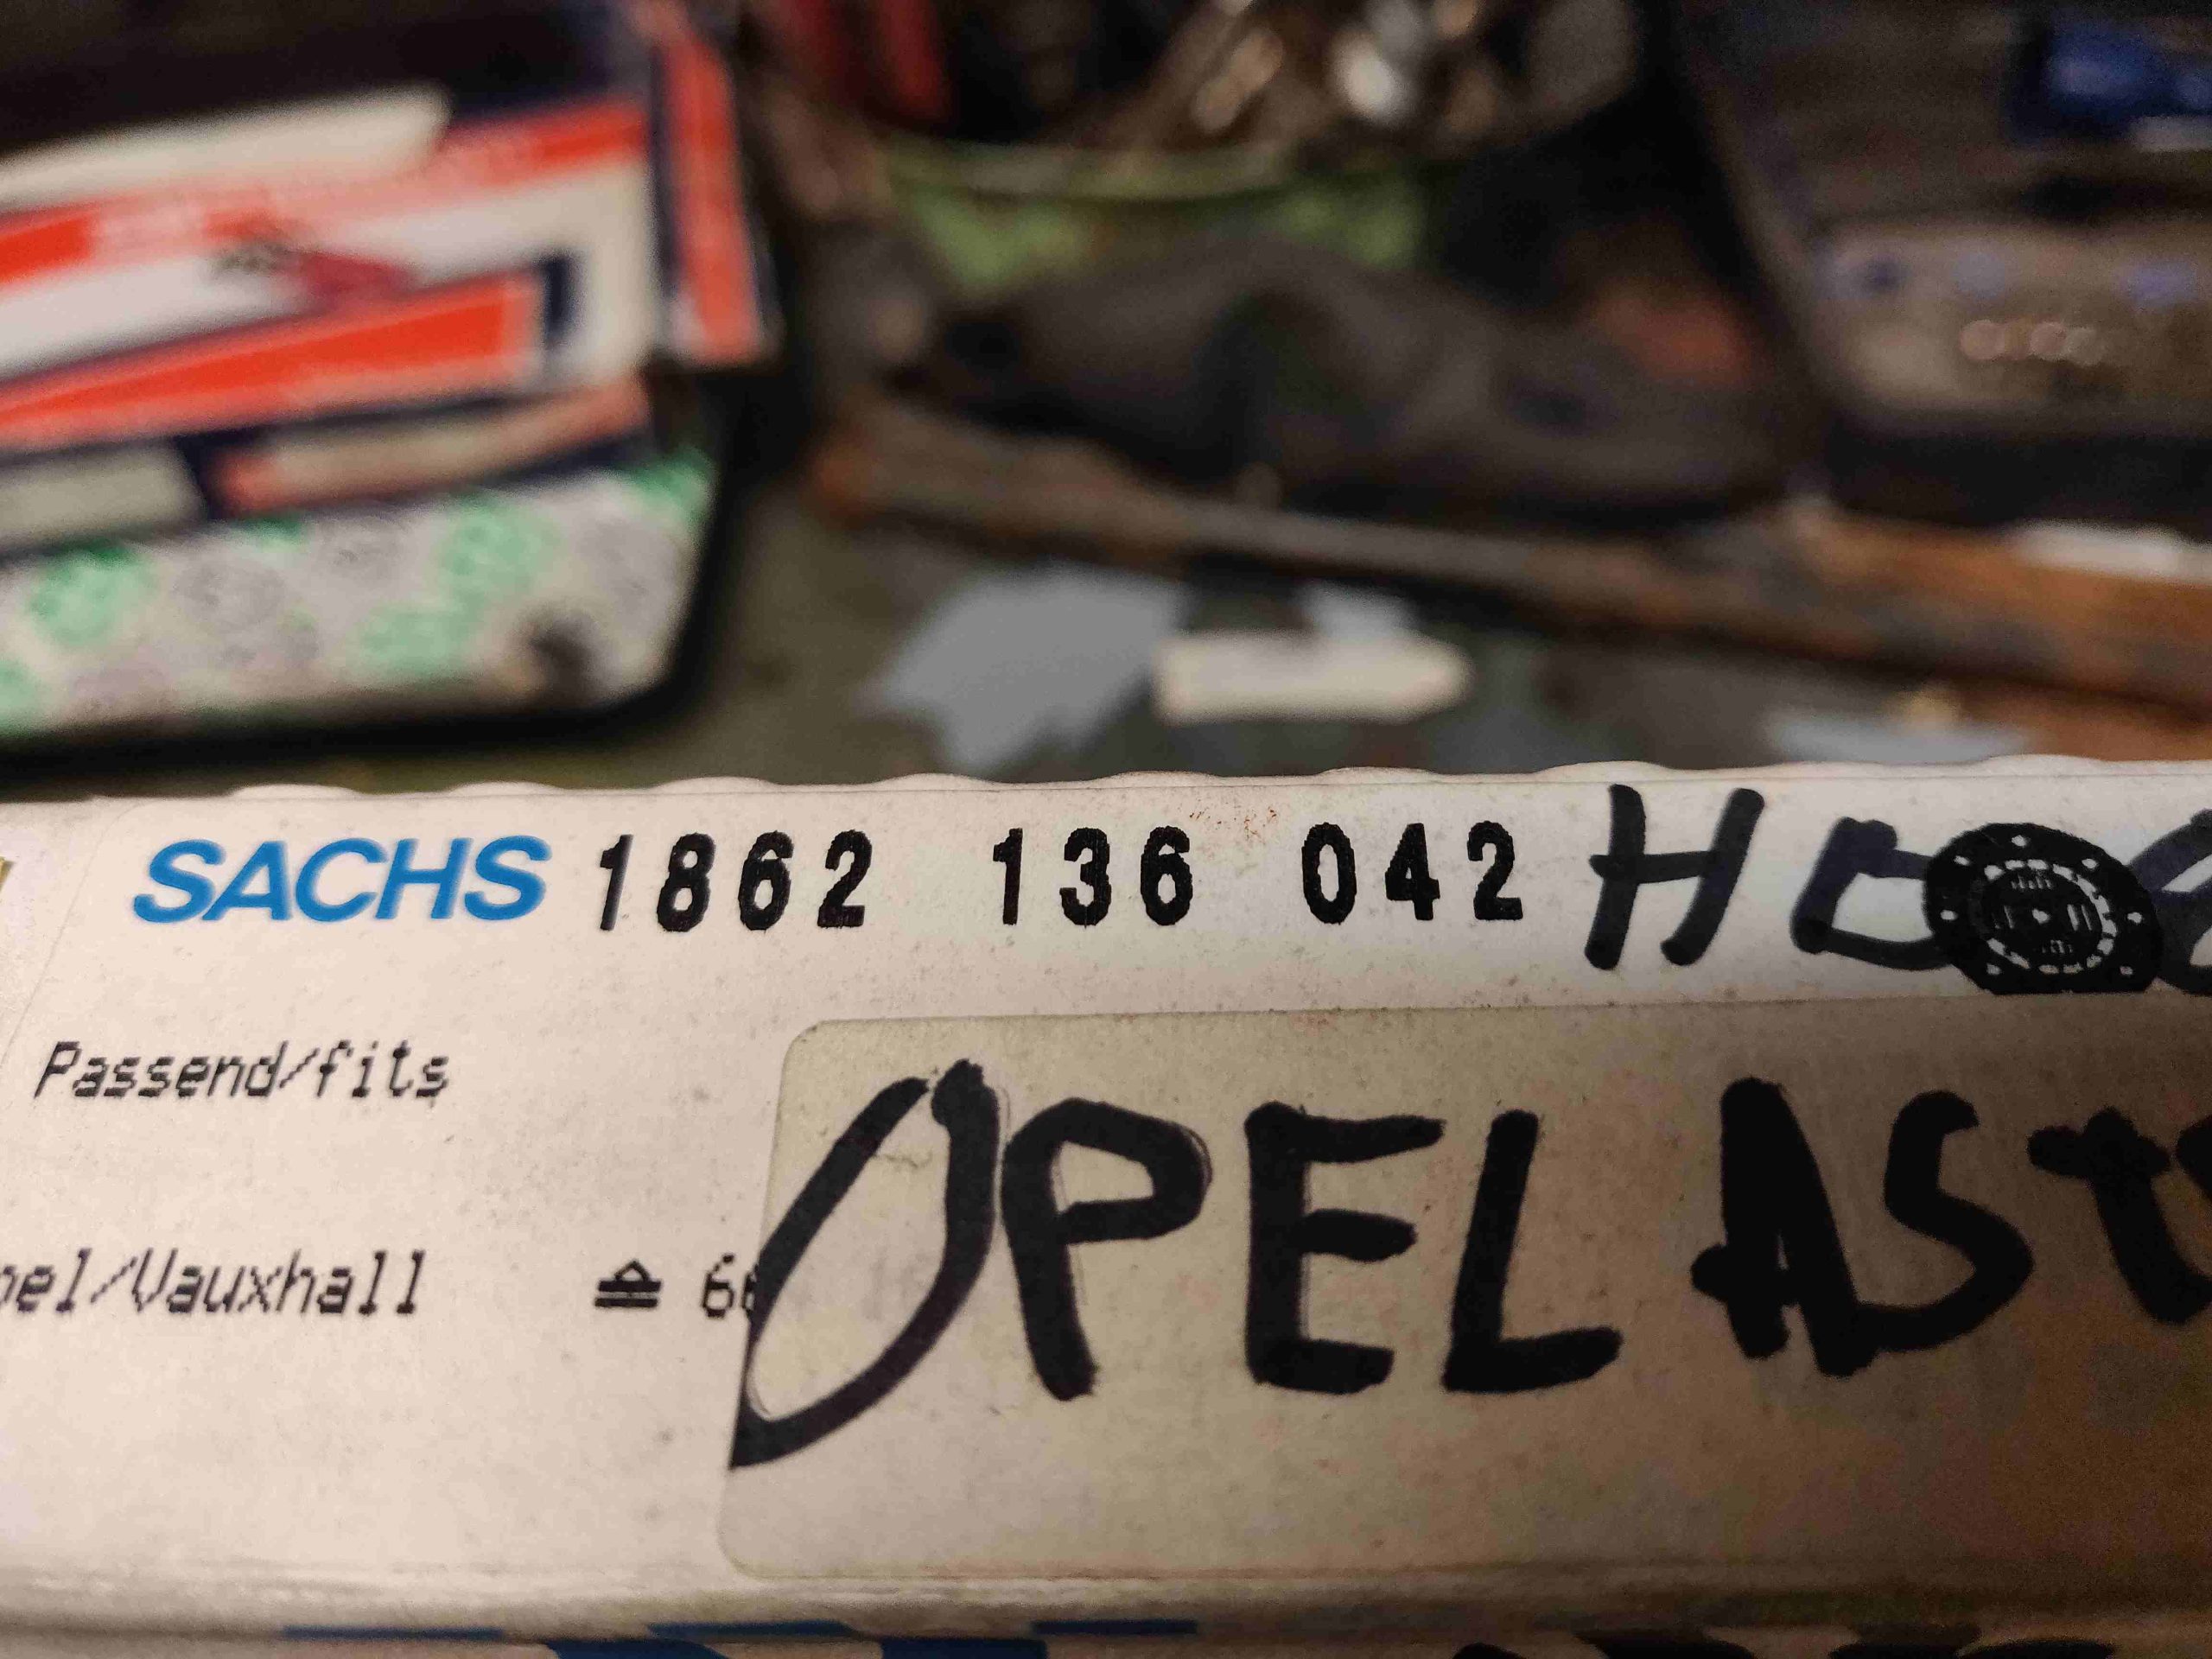 SACHS 1862 136 042
Passend/fits
OPEL
/Vauxhall ≙